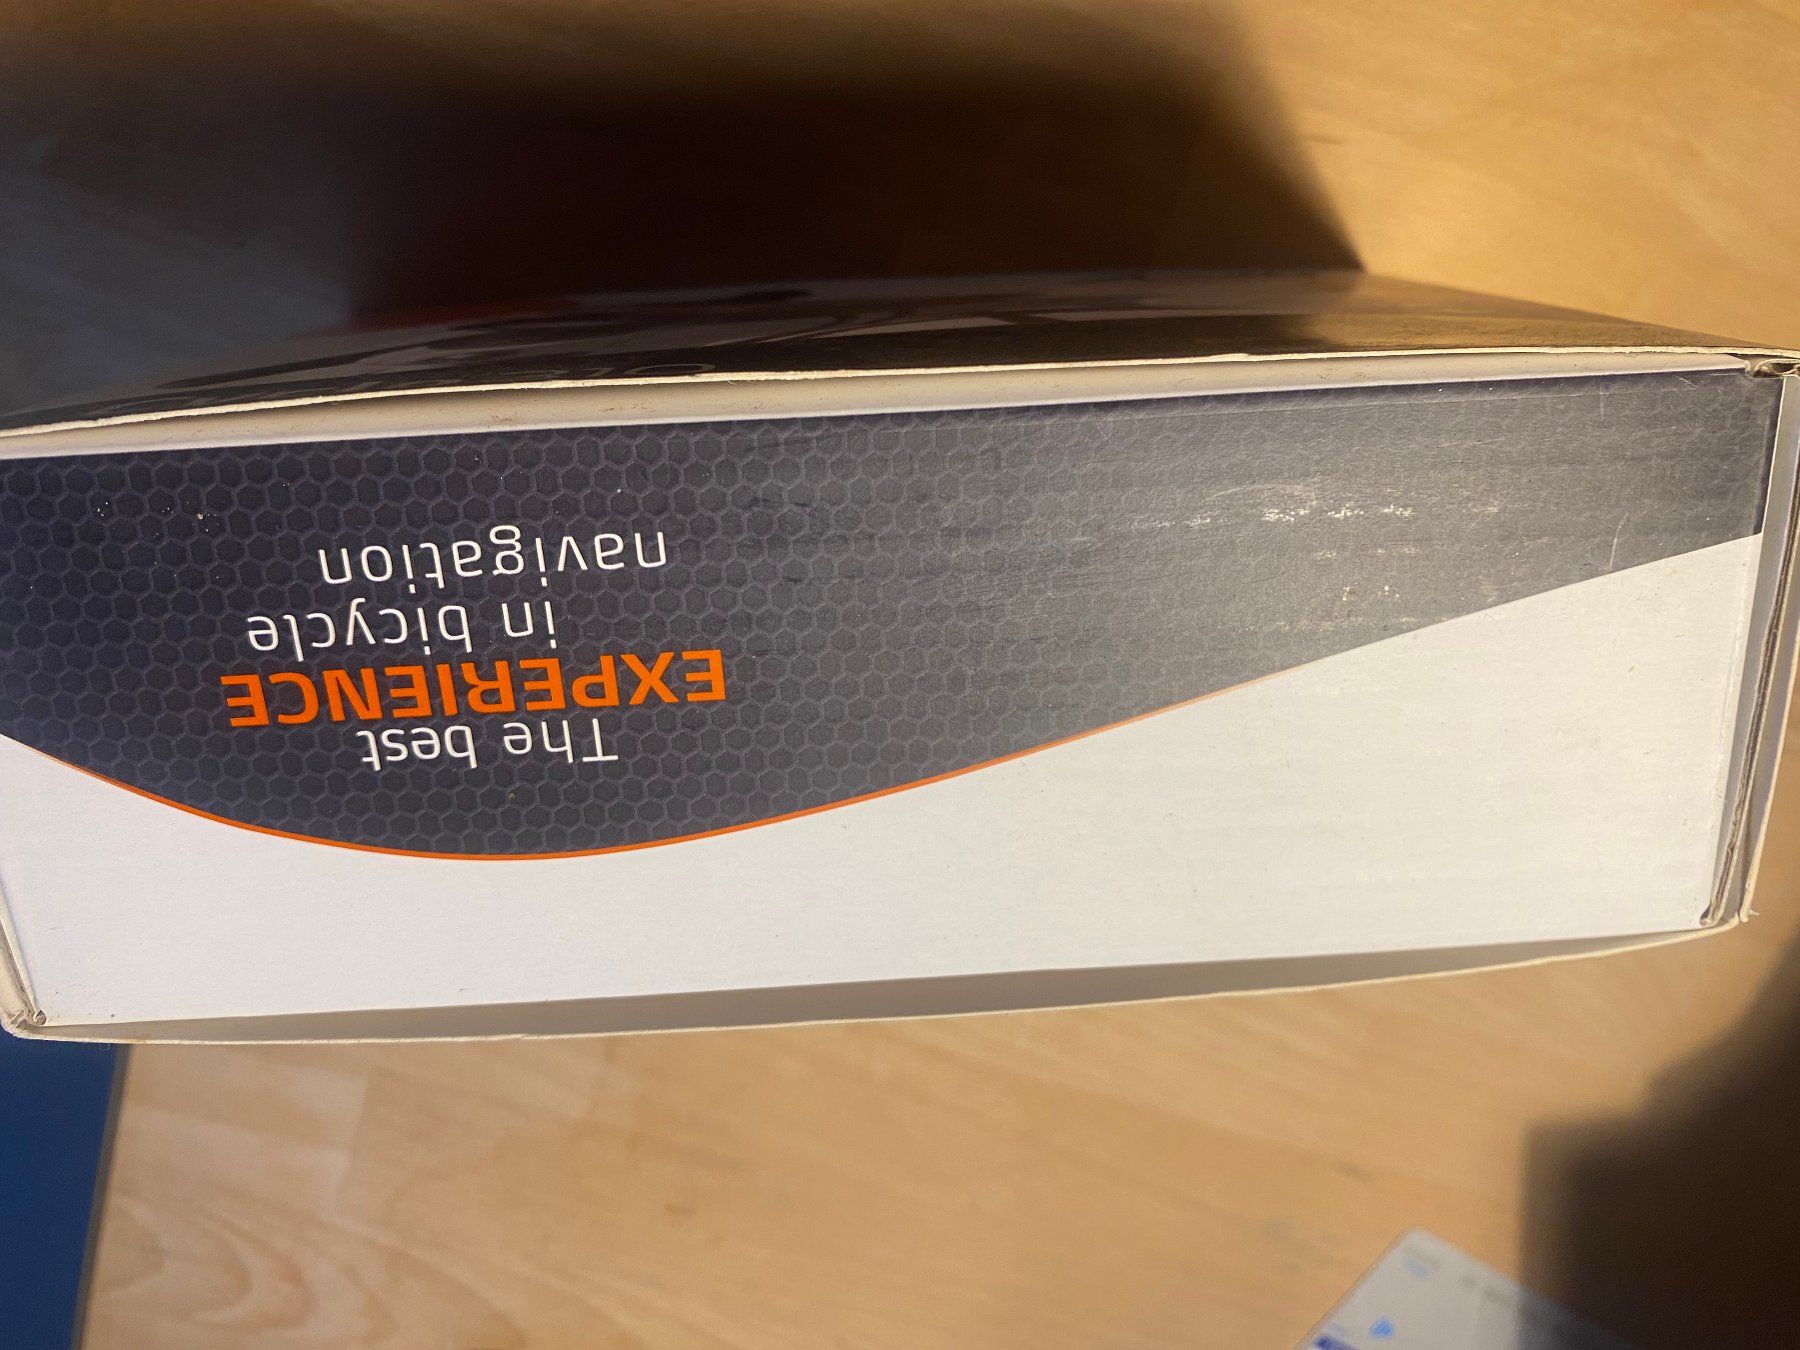 The best
EXPERIENCE
in bicycle
navigation